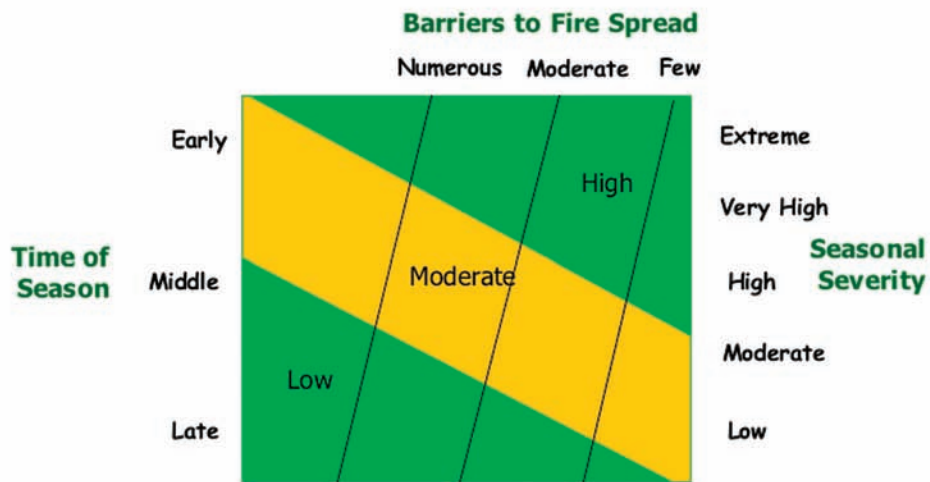 Barriers to Fire Spread
Numerous Moderate Few
Early
Extreme
High
Very High
Time of
Season
Middle
Moderate
High
Seasonal
Severity
Moderate
Low
Late
Low